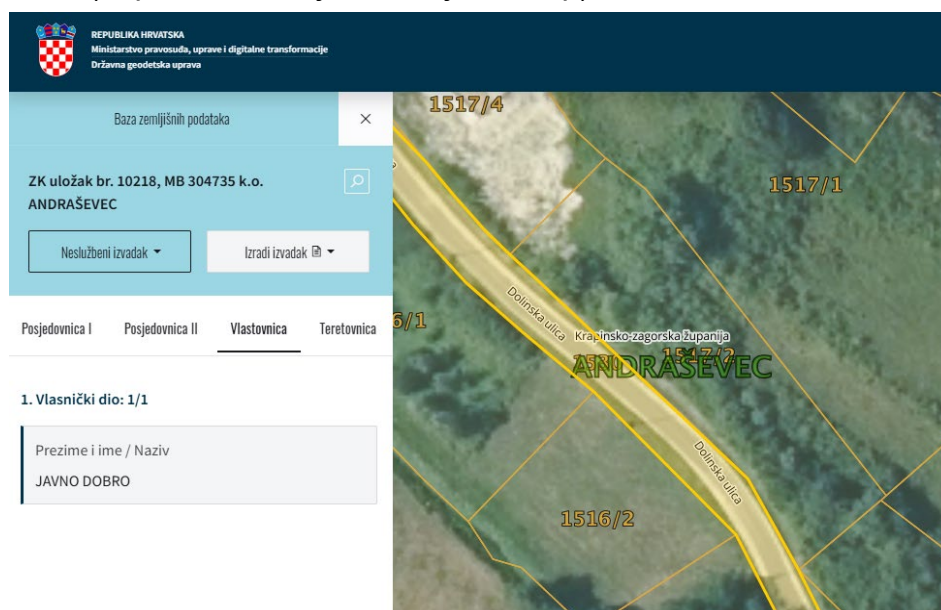 REPUBLIKA HRVATSKA
Ministarstvo pravosuđa, uprave i digitalne transformacije
Državna geodetska uprava
Baza zemljišnih podataka
×
ZK uložak br. 10218, MB 304735 k.o.
ANDRAŠEVEC
Neslužbeni izvadak
Izradi izvadak
Posjedovnica I
Posjedovnica II
Vlastovnica
Teretovnica
1. Vlasnički dio: 1/1
Prezime i ime / Naziv
JAVNO DOBRO
1517/4
1517/1
Dolinska ulica
6/1
Krapinsko-zagorska županija
1517/2
ANDRAŠEVEC
Dolinska ulica
1516/2